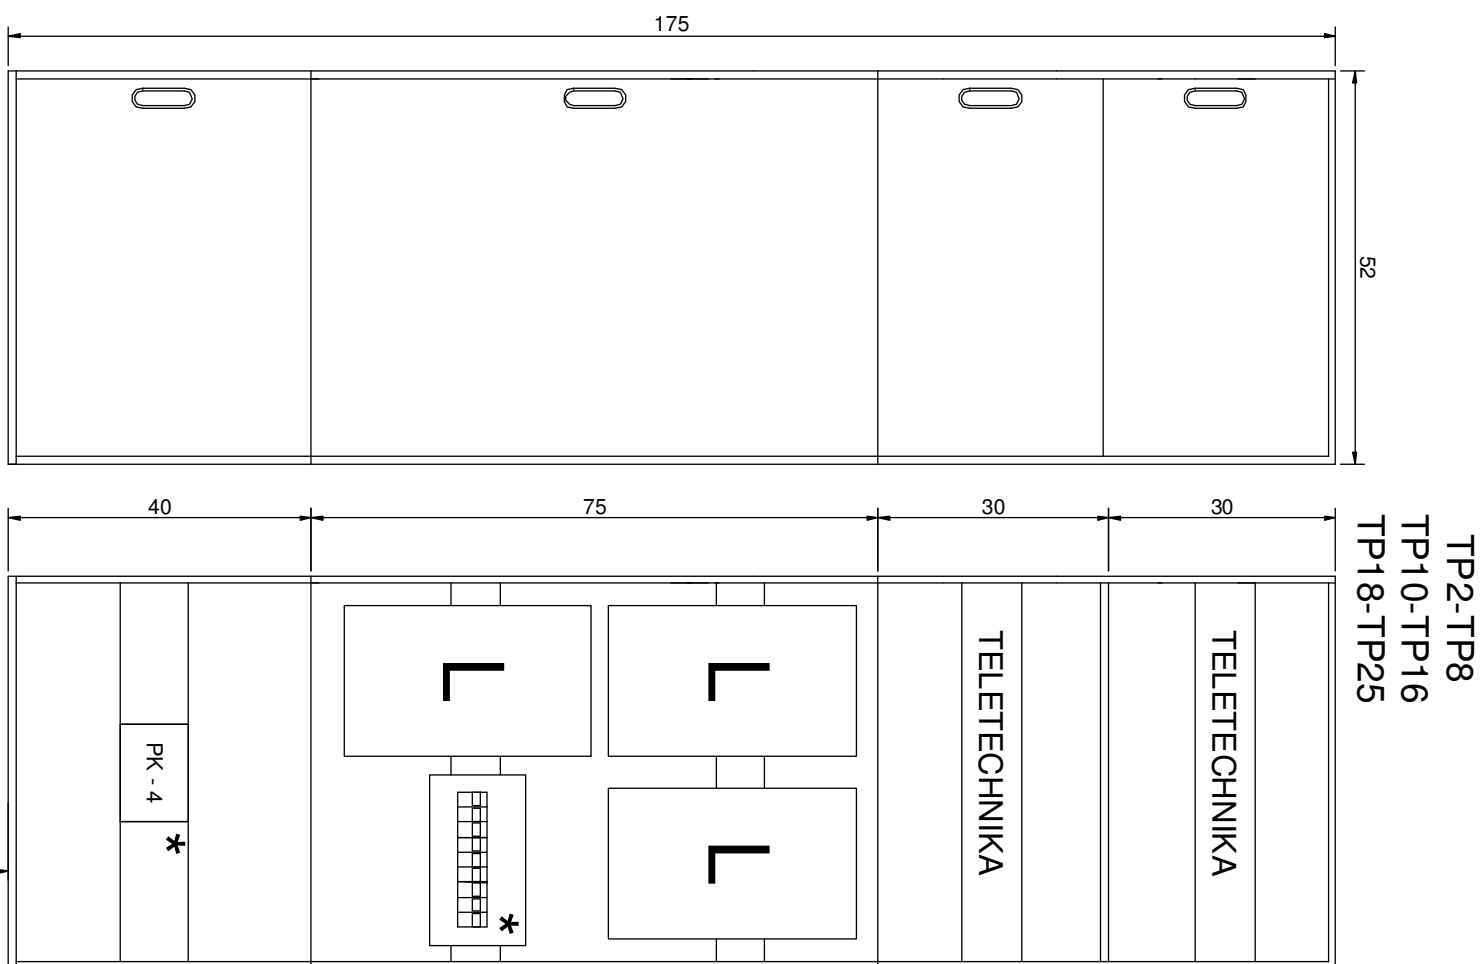 175
52
40
75
30
30
TP2-TP8
TP10-TP16
TP18-TP25
PK - 4
*
L
L
L
*
TELETECHNIKA
TELETECHNIKA